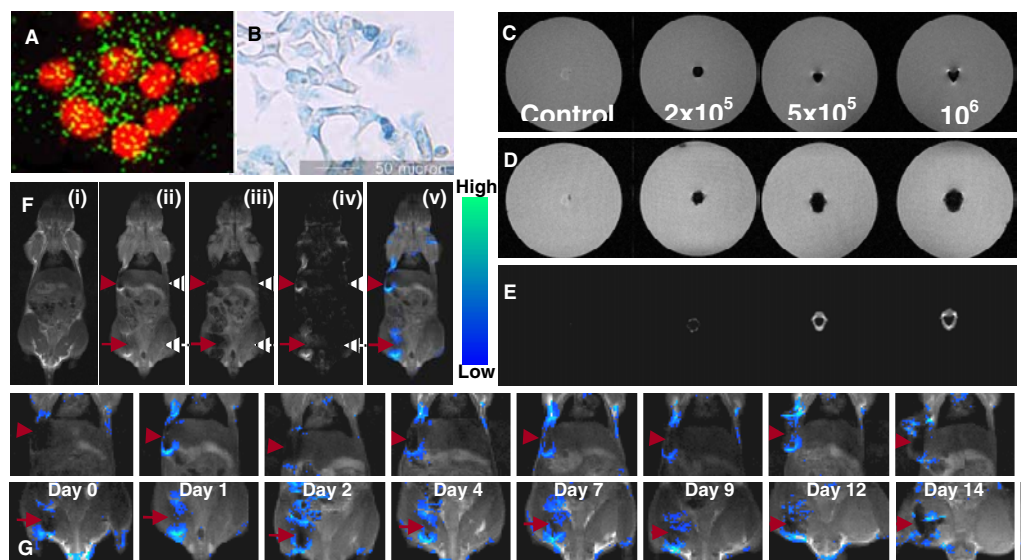 A
B
50 micron
C
Control
2x10⁵
5x10⁵
10⁶
D
E
F
(i)
(ii)
(iii)
(iv)
(v)
High
Low
Day 0
Day 1
Day 2
Day 4
Day 7
Day 9
Day 12
Day 14
G